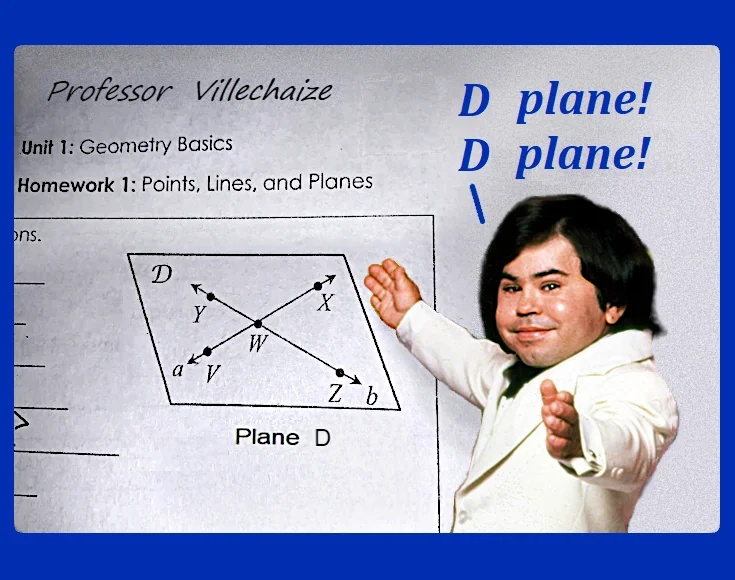 Professor Villechaize
D plane!
D plane!
Unit 1: Geometry Basics
Homework 1: Points, Lines, and Planes
ons.
D
Y
X
W
a
V
Z
b
Plane D